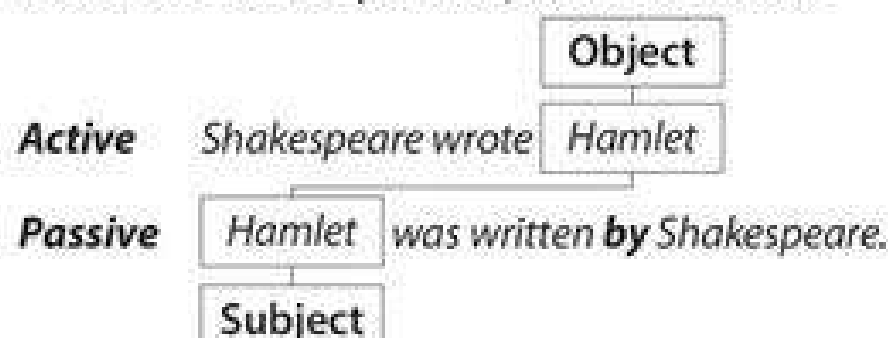 Object
Active Shakespeare wrote Hamlet
Passive Hamlet was written by Shakespeare.
Subject